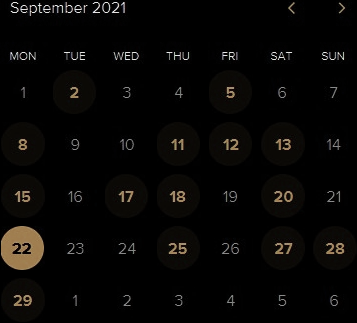 September 2021
MON TUE WED THU FRI SAT SUN
1 2 3 4 5 6 7
8 9 10 11 12 13 14
15 16 17 18 19 20 21
22 23 24 25 26 27 28
29 1 2 3 4 5 6